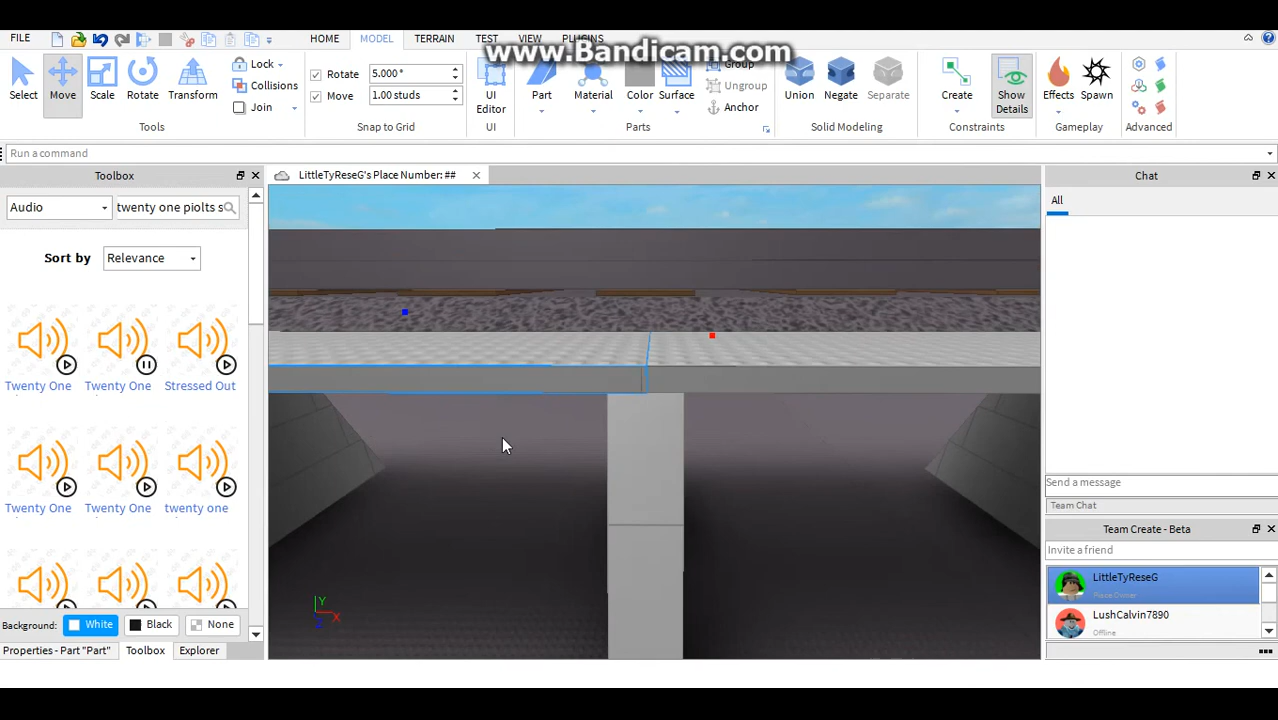 www.Bandicam.com
FILE HOME MODEL TERRAIN TEST VIEW PLUGINS
Select Move Scale Rotate Transform
Lock
Collisions
Join
Tools
Rotate 5.000 °
Move 1.00 studs
Snap to Grid
UI Editor
UI
Part Material Color Surface
Group
Ungroup
Anchor
Parts
Union Negate Separate
Solid Modeling
Create Show Details
Constraints
Effects Spawn
Gameplay
Advanced
Run a command
Toolbox
LittleTyReseG's Place Number: ##
Chat
Audio twenty one piolts s
All
Sort by Relevance
Twenty One Twenty One Stressed Out
Twenty One Twenty One twenty one
Send a message
Team Chat
Team Create - Beta
Invite a friend
LittleTyReseG
Place Owner
LushCalvin7890
Offline
Background: White Black None
Properties - Part "Part" Toolbox Explorer
Y
X
Z